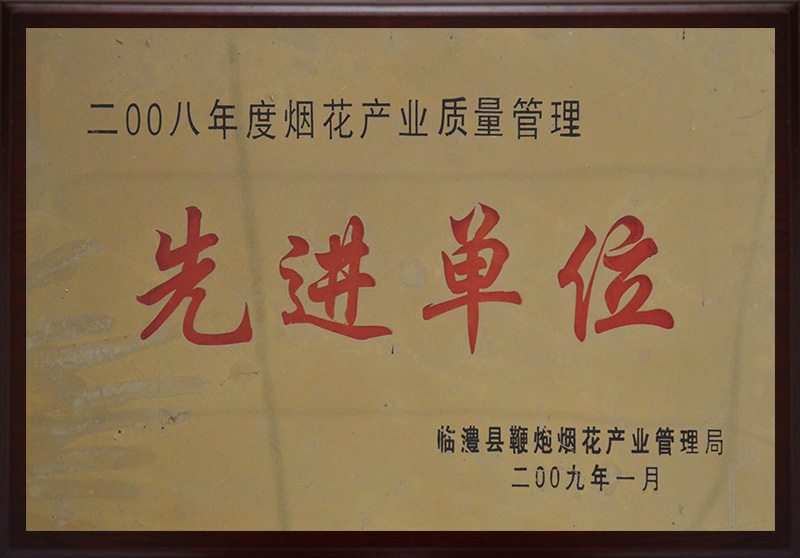 二00八年度烟花产业质量管理
先进单位
临澧县鞭炮烟花产业管理局
二00九年一月